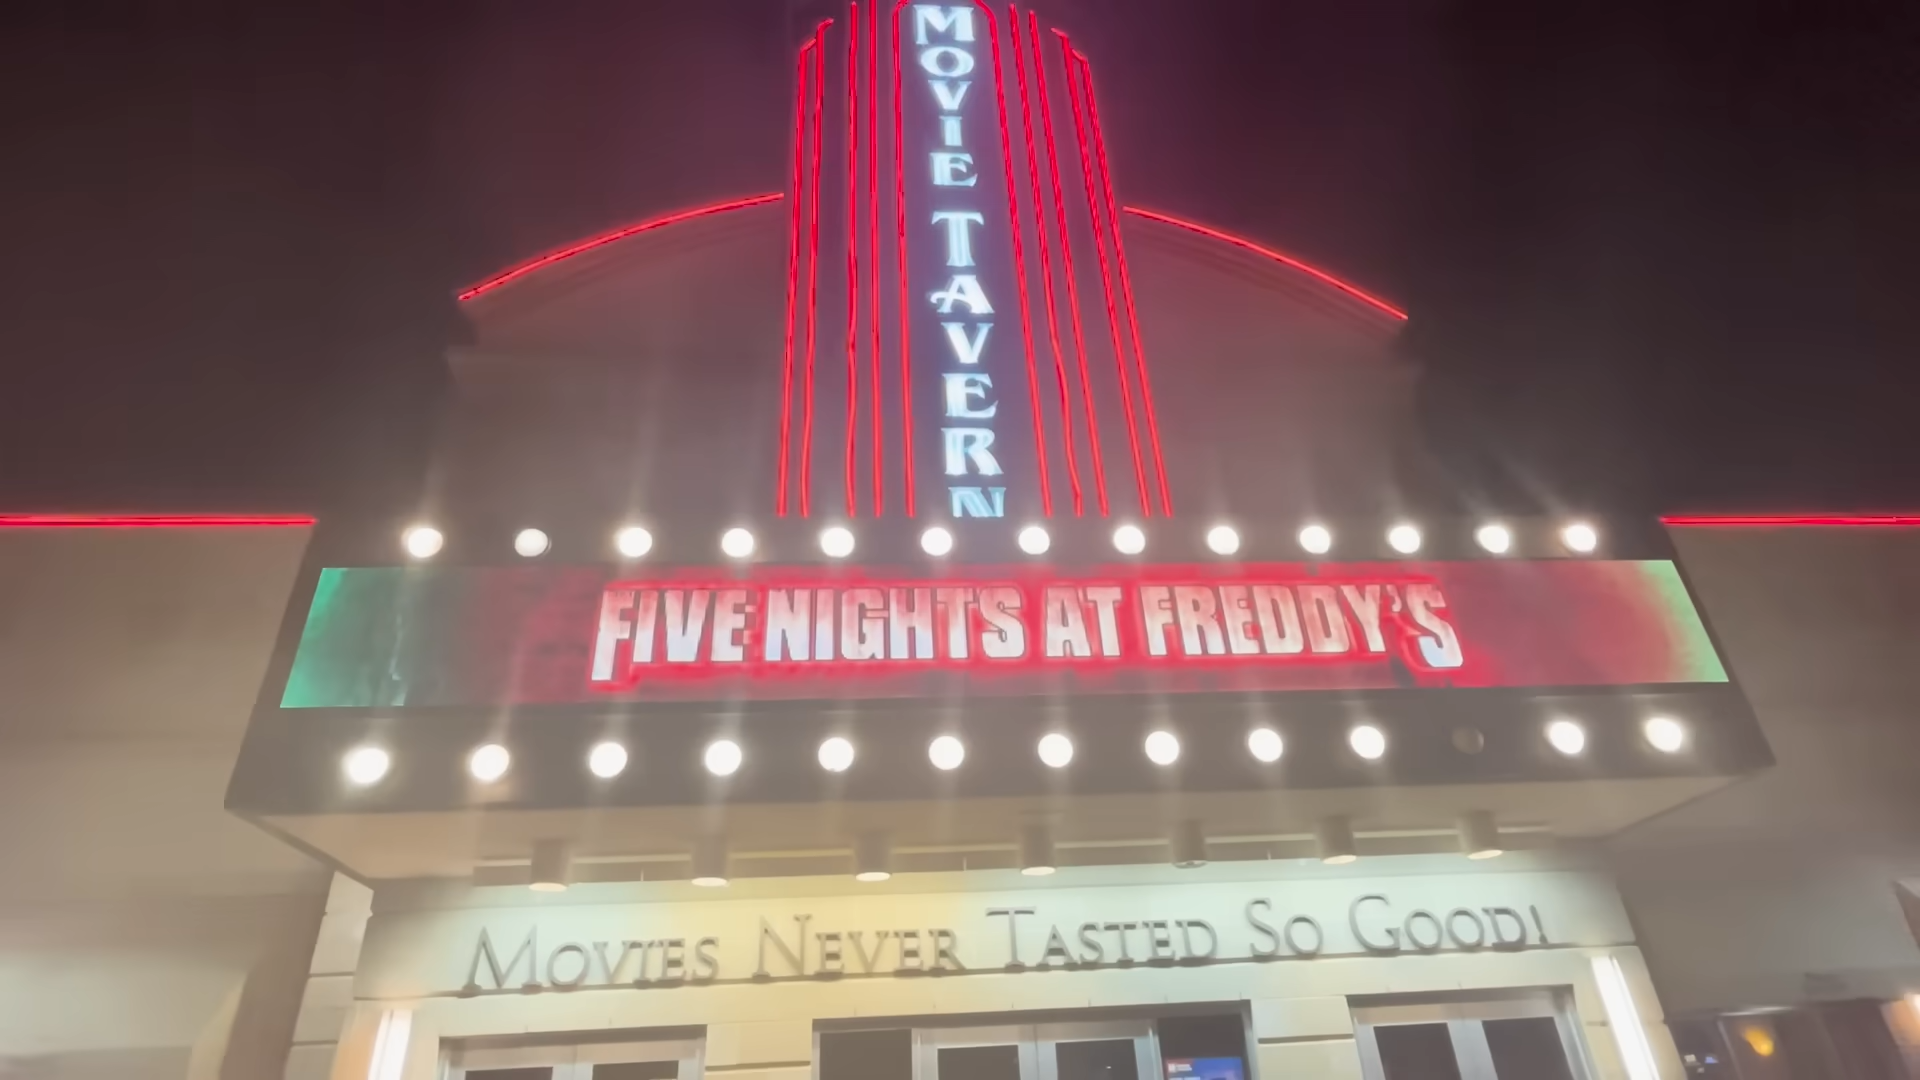 MOVIE TAVERN
FIVE NIGHTS AT FREDDY'S
MOVIES NEVER TASTED SO GOOD!